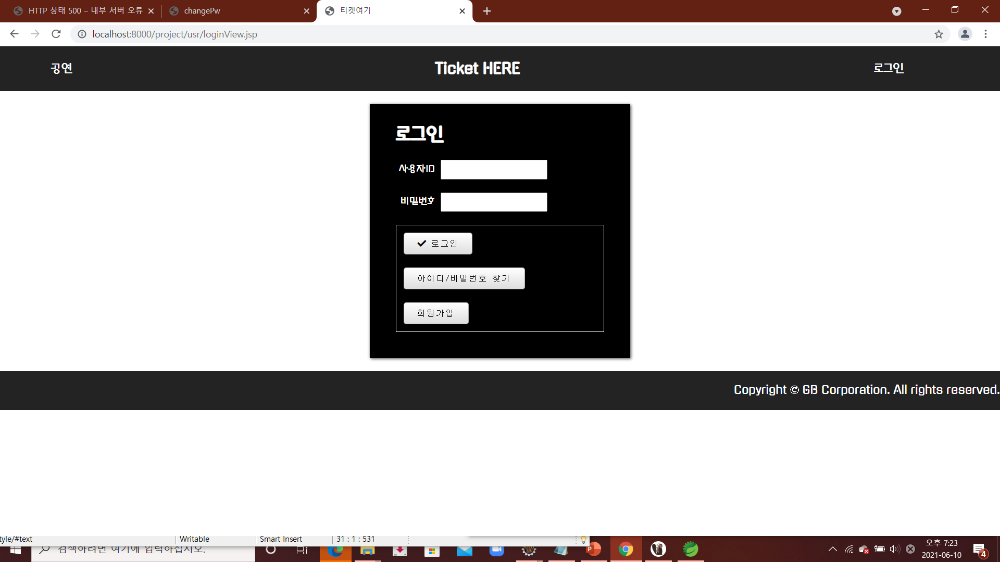 HTTP 상태 500 – 내부 서버 오류
changePw
티켓여기
localhost:8000/project/usr/loginView.jsp
공연
Ticket HERE
로그인
로그인
사용자ID
비밀번호
로그인
아이디/비밀번호 찾기
회원가입
Copyright © GB Corporation. All rights reserved.
tyle/#text
Writable
Smart Insert
31 : 1 : 531
검색하려면 여기에 입력하십시오.
오후 7:23
2021-06-10
4